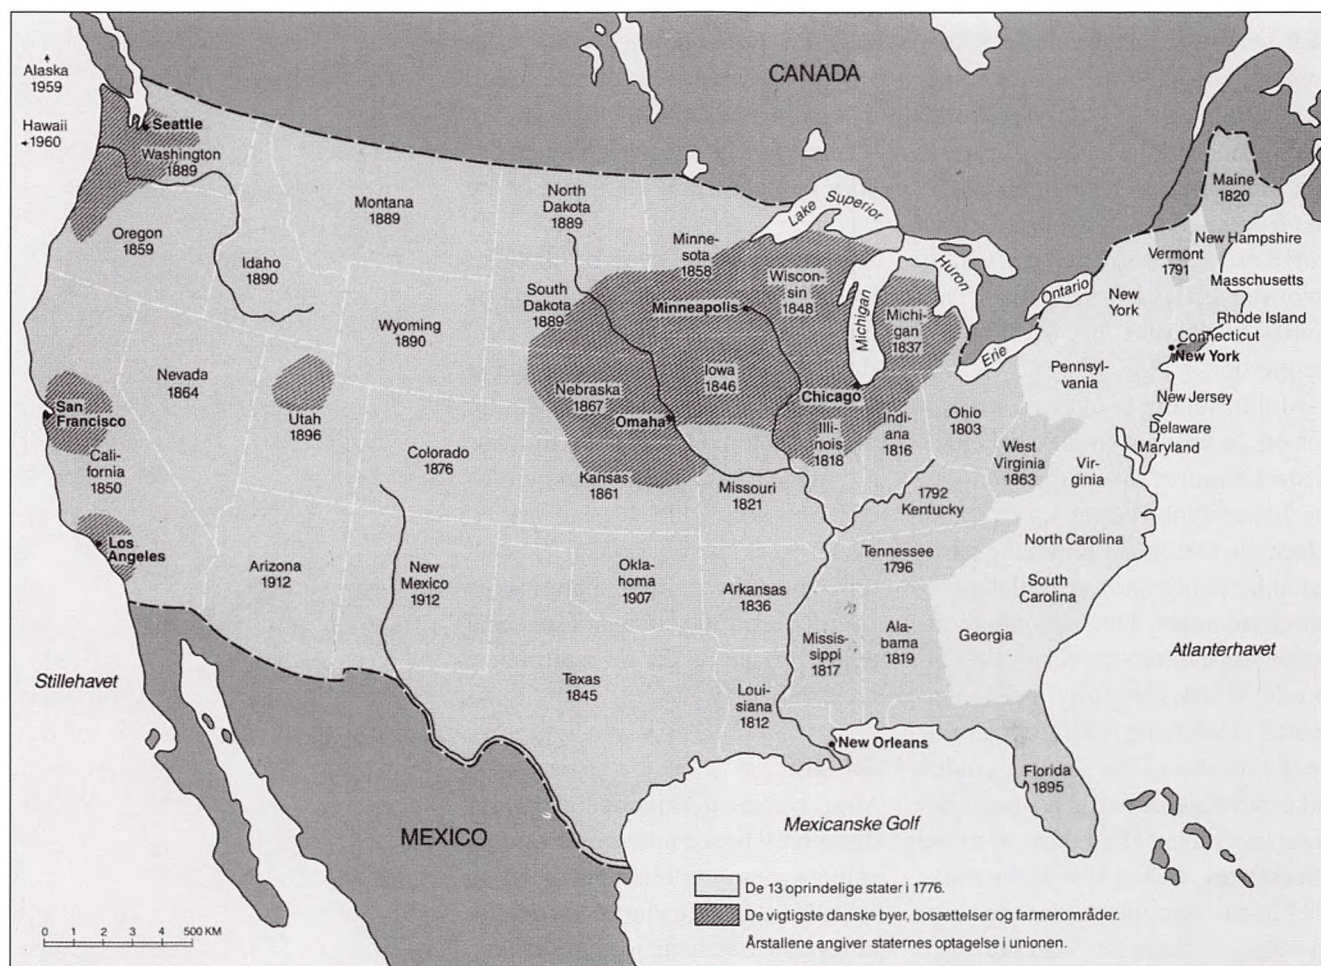 CANADA
Alaska
1959
Hawaii
1960
Seattle
Washington
1889
Oregon
1859
Idaho
1890
Montana
1889
North
Dakota
1889
South
Dakota
1889
Minne-
sota
1858
Minneapolis
Lake Superior
Wiscon-
sin
1848
Michigan
Huron
Michi-
gan
1837
Ontario
Erie
Maine
1820
New Hampshire
Vermont
1791
Masschusetts
New
York
Rhode Island
Connecticut
New York
Pennsyl-
vania
New Jersey
Delaware
Maryland
Wyoming
1890
Nevada
1864
Utah
1896
San
Francisco
Cali-
fornia
1850
Los
Angeles
Colorado
1876
Nebraska
1867
Omaha
Iowa
1846
Chicago
Illi-
nois
1818
Indi-
ana
1816
Ohio
1803
West
Virginia
1863
Vir-
ginia
Kansas
1861
Missouri
1821
1792
Kentucky
North Carolina
Tennessee
1796
South
Carolina
Arizona
1912
New
Mexico
1912
Okla-
homa
1907
Arkansas
1836
Missis-
sippi
1817
Ala-
bama
1819
Georgia
Texas
1845
Loui-
siana
1812
New Orleans
Florida
1895
Stillehavet
Atlanterhavet
MEXICO
Mexicanske Golf
De 13 oprindelige stater i 1776.
De vigtigste danske byer, bosættelser og farmerområder.
Årstallene angiver staternes optagelse i unionen.
0 1 2 3 4 500 KM